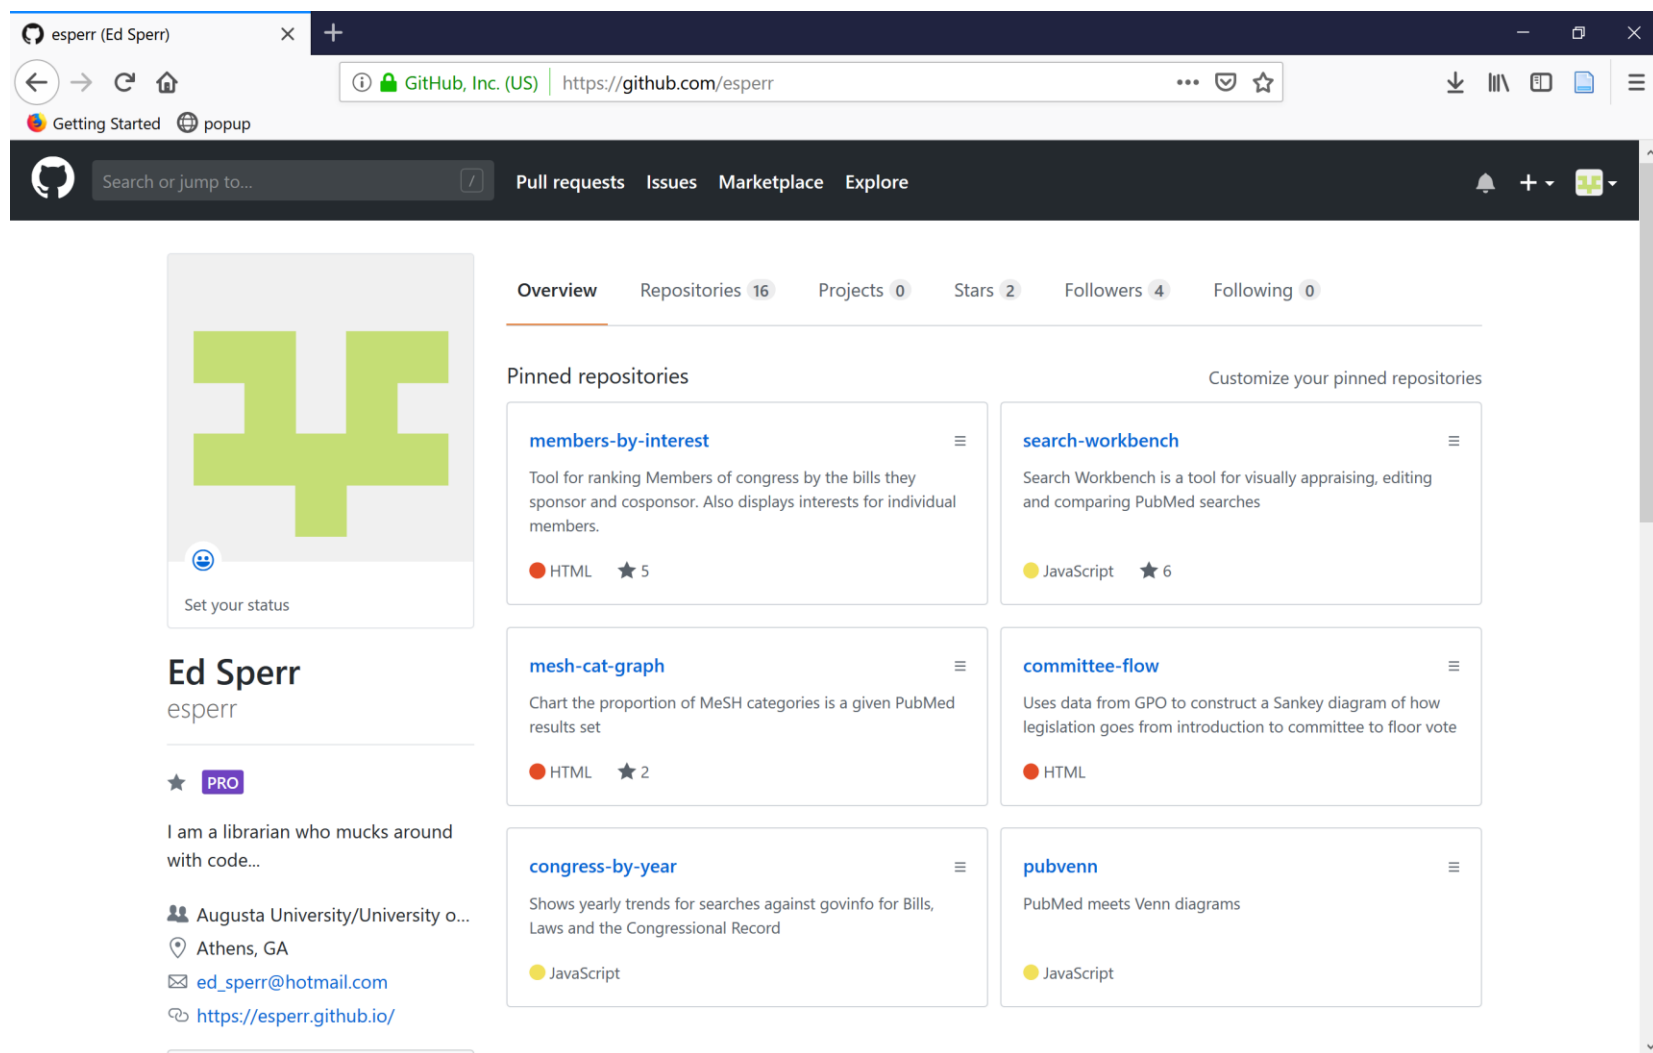 esperr (Ed Sperr)
GitHub, Inc. (US) https://github.com/esperr
Getting Started popup
Search or jump to... / Pull requests Issues Marketplace Explore
Overview Repositories 16 Projects 0 Stars 2 Followers 4 Following 0
Pinned repositories Customize your pinned repositories
members-by-interest
Tool for ranking Members of congress by the bills they
sponsor and cosponsor. Also displays interests for individual
members.
HTML 5
search-workbench
Search Workbench is a tool for visually appraising, editing
and comparing PubMed searches
JavaScript 6
mesh-cat-graph
Chart the proportion of MeSH categories is a given PubMed
results set
HTML 2
committee-flow
Uses data from GPO to construct a Sankey diagram of how
legislation goes from introduction to committee to floor vote
HTML
congress-by-year
Shows yearly trends for searches against govinfo for Bills,
Laws and the Congressional Record
JavaScript
pubvenn
PubMed meets Venn diagrams
JavaScript
Set your status
Ed Sperr
esperr
PRO
I am a librarian who mucks around
with code...
Augusta University/University o...
Athens, GA
ed_sperr@hotmail.com
https://esperr.github.io/